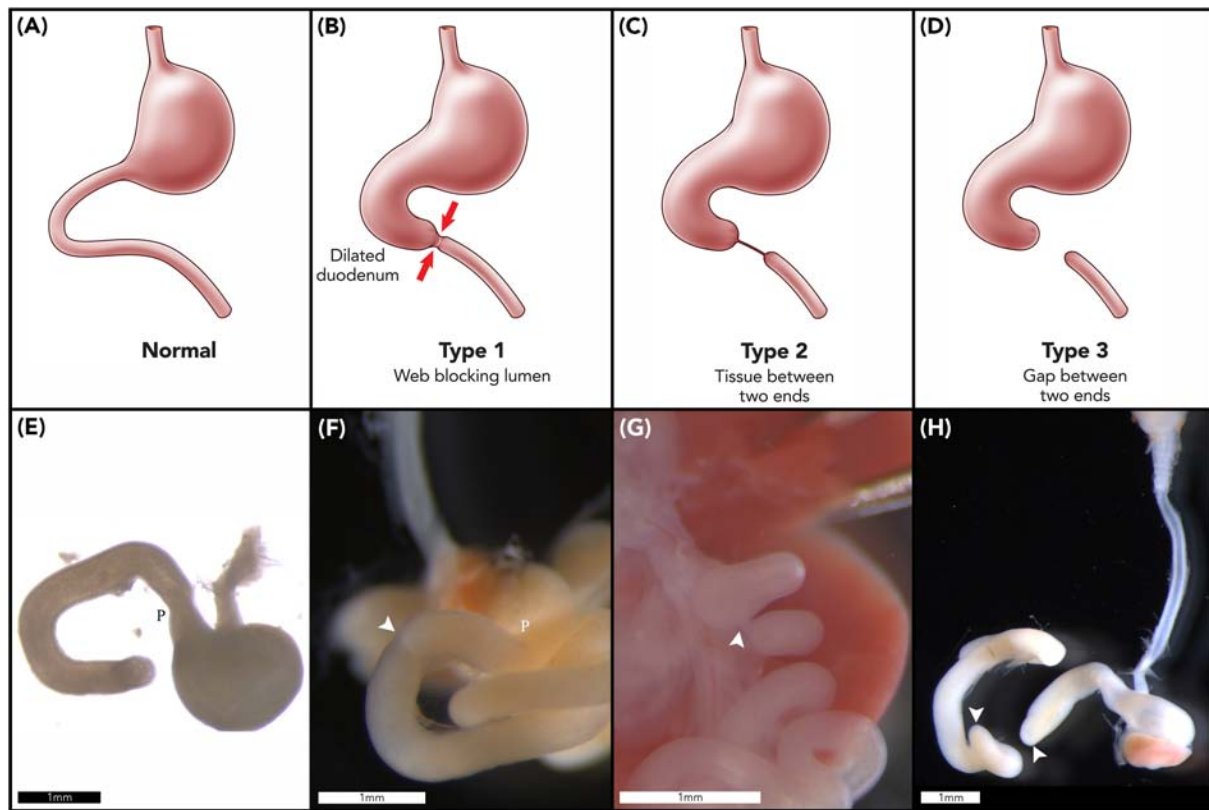 (A)
Normal
(B)
Dilated
duodenum
Type 1
Web blocking lumen
(C)
Type 2
Tissue between
two ends
(D)
Type 3
Gap between
two ends
(E)
P
1mm
(F)
P
1mm
(G)
1mm
(H)
1mm